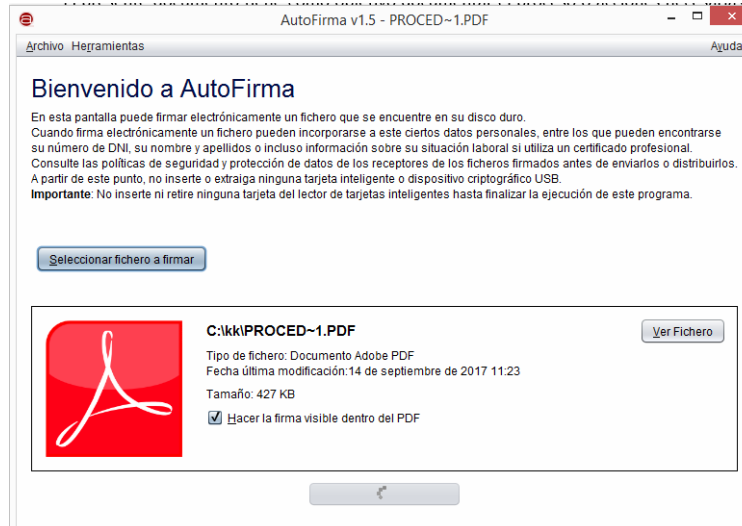 AutoFirma v1.5 - PROCED~1.PDF
Archivo Herramientas Ayuda
Bienvenido a AutoFirma
En esta pantalla puede firmar electrónicamente un fichero que se encuentre en su disco duro.
Cuando firma electrónicamente un fichero pueden incorporarse a este ciertos datos personales, entre los que pueden encontrarse
su número de DNI, su nombre y apellidos o incluso información sobre su situación laboral si utiliza un certificado profesional.
Consulte las políticas de seguridad y protección de datos de los receptores de los ficheros firmados antes de enviarlos o distribuirlos.
A partir de este punto, no inserte o extraiga ninguna tarjeta inteligente o dispositivo criptográfico USB.
Importante: No inserte ni retire ninguna tarjeta del lector de tarjetas inteligentes hasta finalizar la ejecución de este programa.
Seleccionar fichero a firmar
C:\kk\PROCED~1.PDF
Ver Fichero
Tipo de fichero: Documento Adobe PDF
Fecha última modificación:14 de septiembre de 2017 11:23
Tamaño: 427 KB
Hacer la firma visible dentro del PDF